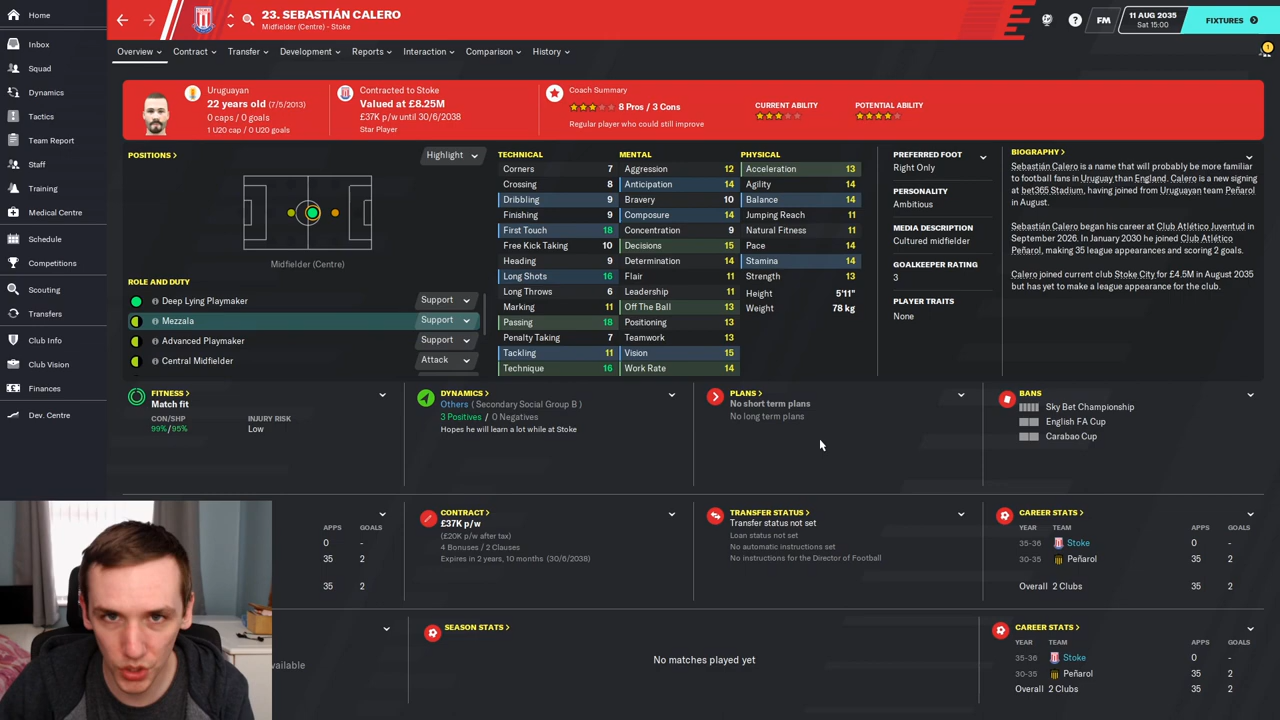 Home
Inbox
Squad
Dynamics
Tactics
Team Report
Staff
Training
Medical Centre
Schedule
Competitions
Scouting
Transfers
Club Info
Club Vision
Finances
Dev. Centre
23. SEBASTIÁN CALERO
Midfielder (Centre) - Stoke
FM
11 AUG 2035
Sat 15:00
FIXTURES
1
Overview
Contract
Transfer
Development
Reports
Interaction
Comparison
History
Uruguayan
22 years old (7/5/2013)
0 caps / 0 goals
1 U20 cap / 0 U20 goals
Contracted to Stoke
Valued at £8.25M
£37K p/w until 30/6/2038
Star Player
Coach Summary
8 Pros / 3 Cons
Regular player who could still improve
CURRENT ABILITY
POTENTIAL ABILITY
POSITIONS >
Highlight
Midfielder (Centre)
ROLE AND DUTY
Deep Lying Playmaker Support
Mezzala Support
Advanced Playmaker Support
Central Midfielder Attack
TECHNICAL
Corners 7
Crossing 8
Dribbling 9
Finishing 9
First Touch 18
Free Kick Taking 10
Heading 9
Long Shots 16
Long Throws 6
Marking 11
Passing 18
Penalty Taking 7
Tackling 11
Technique 16
MENTAL
Aggression 12
Anticipation 14
Bravery 10
Composure 14
Concentration 9
Decisions 15
Determination 14
Flair 11
Leadership 11
Off The Ball 13
Positioning 13
Teamwork 13
Vision 15
Work Rate 14
PHYSICAL
Acceleration 13
Agility 14
Balance 14
Jumping Reach 11
Natural Fitness 11
Pace 14
Stamina 14
Strength 13
Height 5'11"
Weight 78 kg
PREFERRED FOOT
Right Only
PERSONALITY
Ambitious
MEDIA DESCRIPTION
Cultured midfielder
GOALKEEPER RATING
3
PLAYER TRAITS
None
BIOGRAPHY >
Sebastián Calero is a name that will probably be more familiar
to football fans in Uruguay than England. Calero is a new signing
at bet365 Stadium, having joined from Uruguayan team Peñarol
Sebastián Calero began his career at Club Atlético Juventud in
September 2026. In January 2030 he joined Club Atlético
Peñarol, making 35 league appearances and scoring 2 goals.
Calero joined current club Stoke City for £4.5M in August 2035
but has yet to make a league appearance for the club.
FITNESS >
Match fit
CON/SHP
99%/95%
INJURY RISK
Low
DYNAMICS >
Others ( Secondary Social Group B )
3 Positives / 0 Negatives
Hopes he will learn a lot while at Stoke
PLANS >
No short term plans
No long term plans
BANS
Sky Bet Championship
English FA Cup
Carabao Cup
APPS GOALS
0 -
35 2
35 2
CONTRACT >
£37K p/w
(£20K p/w after tax)
4 Bonuses / 2 Clauses
Expires in 2 years, 10 months (30/6/2038)
TRANSFER STATUS >
Transfer status not set
Loan status not set
No automatic instructions set
No instructions for the Director of Football
CAREER STATS >
YEAR TEAM APPS GOALS
35-36 Stoke 0 -
30-35 Peñarol 35 2
Overall 2 Clubs 35 2
available
SEASON STATS >
No matches played yet
CAREER STATS >
YEAR TEAM APPS GOALS
35-36 Stoke 0 -
30-35 Peñarol 35 2
Overall 2 Clubs 35 2